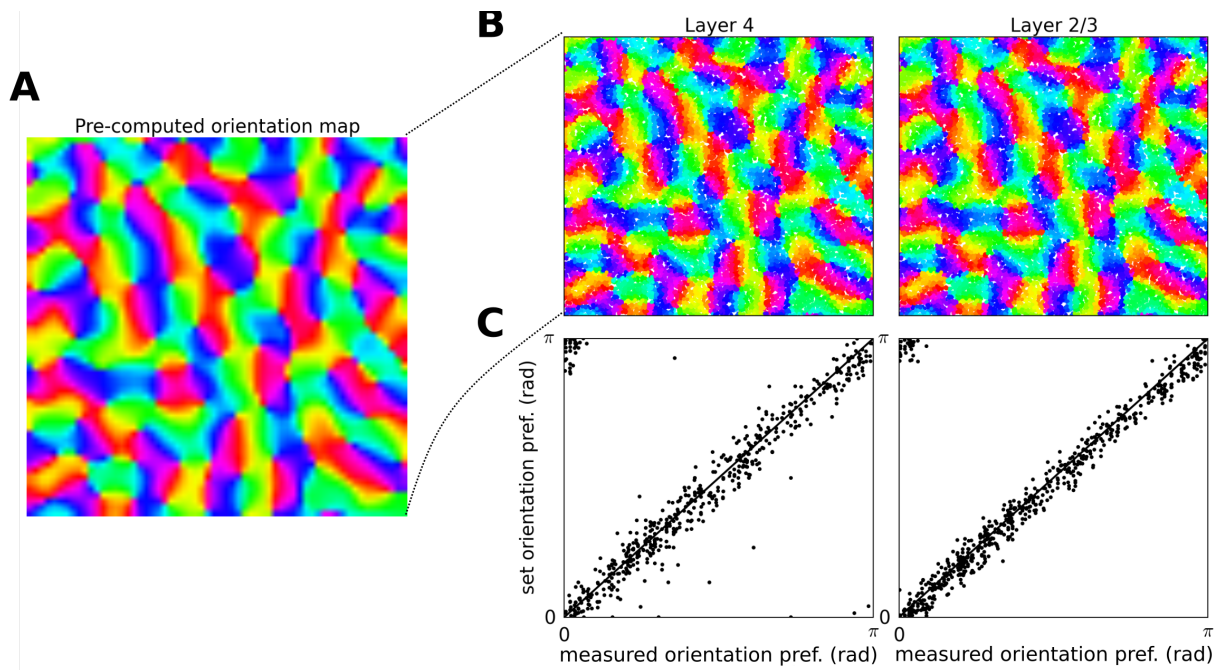 A
Pre-computed orientation map
B
Layer 4
Layer 2/3
C
π
π
set orientation pref. (rad)
0
0
0
π
0
π
measured orientation pref. (rad)
measured orientation pref. (rad)